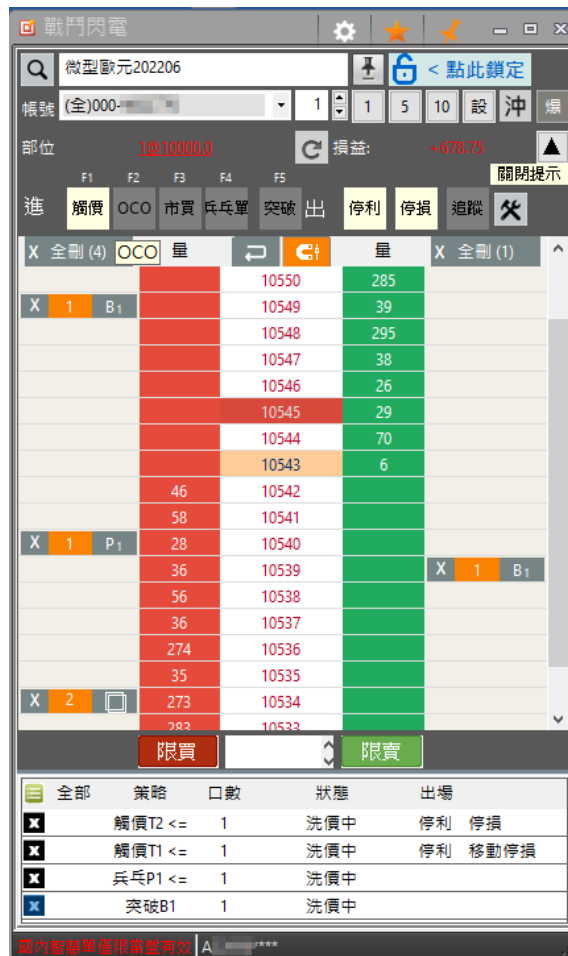 戰鬥閃電
微型歐元202206
< 點此鎖定
帳號 (全)000- 1 1 5 10 設 沖 爆
部位 1@10000.0 損益: +678.75
關閉提示
F1 F2 F3 F4 F5
進 觸價 OCO 市買 兵乓單 突破 出 停利 停損 追蹤
X 全刪 (4) OCO 量 量 X 全刪 (1)
10550 285
X 1 B1 10549 39
10548 295
10547 38
10546 26
10545 29
10544 70
10543 6
46 10542
58 10541
X 1 P1 28 10540
36 10539 X 1 B1
56 10538
36 10537
274 10536
35 10535
X 2 273 10534
283 10533
限買 限賣
全部 策略 口數 狀態 出場
x 觸價T2 <= 1 洗價中 停利 停損
x 觸價T1 <= 1 洗價中 停利 移動停損
x 兵乓P1 <= 1 洗價中
x 突破B1 1 洗價中
國內智慧單僅限當盤有效 A ***